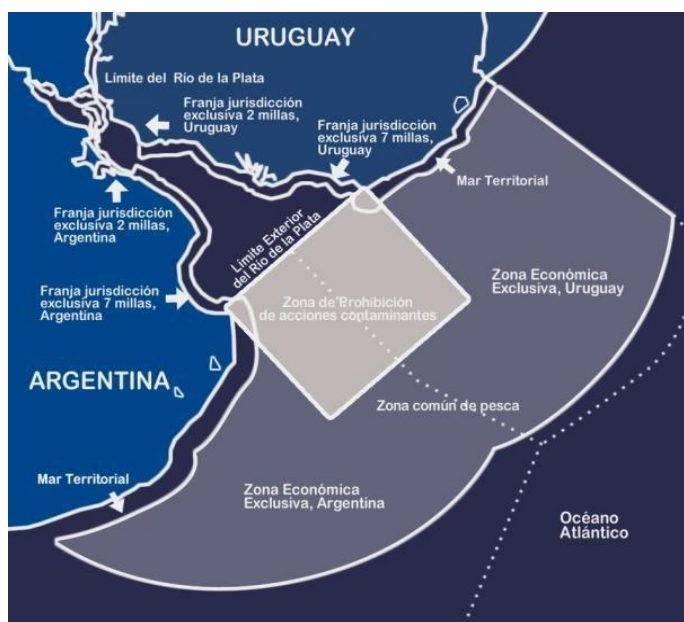 URUGUAY
Límite del Río de la Plata
Franja jurisdicción
exclusiva 2 millas,
Uruguay
Franja jurisdicción
exclusiva 7 millas,
Uruguay
Mar Territorial
Franja jurisdicción
exclusiva 2 millas,
Argentina
Límite Exterior
del Río de la Plata
Zona Económica
Exclusiva, Uruguay
Franja jurisdicción
exclusiva 7 millas,
Argentina
Zona de Prohibición
de acciones contaminantes
ARGENTINA
Zona común de pesca
Mar Territorial
Zona Económica
Exclusiva, Argentina
Océano
Atlántico